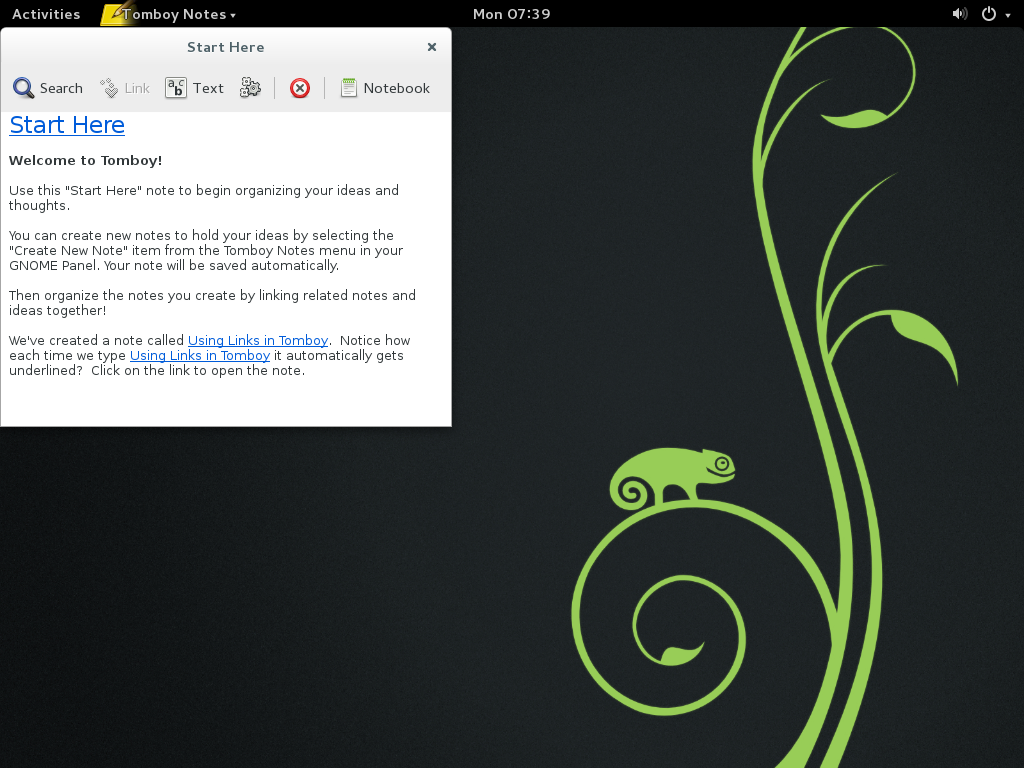 Activities Tomboy Notes Mon 07:39
Start Here
Search Link Text Notebook
Start Here
Welcome to Tomboy!
Use this "Start Here" note to begin organizing your ideas and
thoughts.
You can create new notes to hold your ideas by selecting the
"Create New Note" item from the Tomboy Notes menu in your
GNOME Panel. Your note will be saved automatically.
Then organize the notes you create by linking related notes and
ideas together!
We've created a note called Using Links in Tomboy.  Notice how
each time we type Using Links in Tomboy it automatically gets
underlined?  Click on the link to open the note.